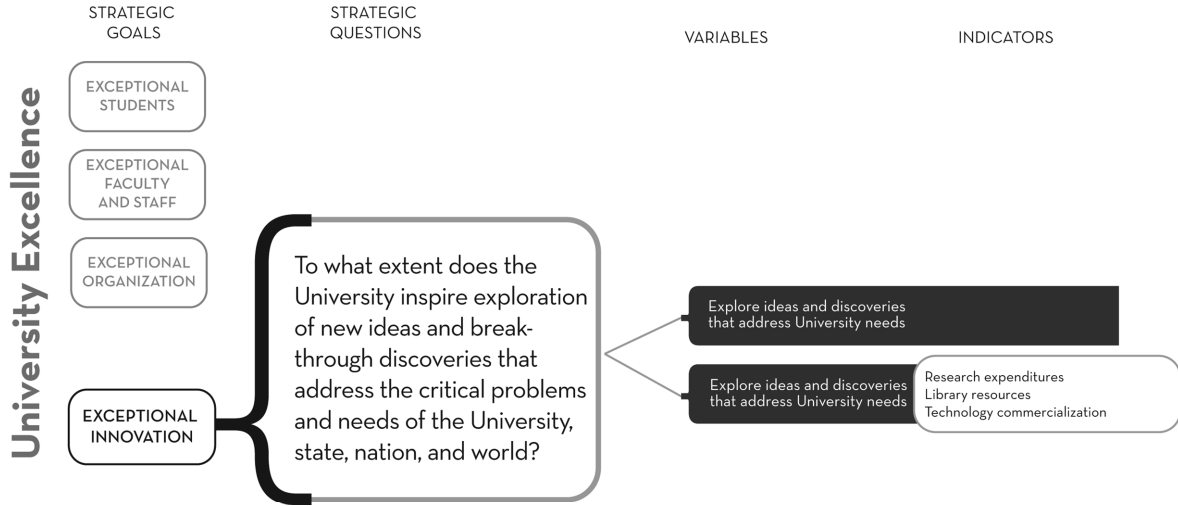 STRATEGIC
GOALS
STRATEGIC
QUESTIONS
VARIABLES
INDICATORS
University Excellence
EXCEPTIONAL
STUDENTS
EXCEPTIONAL
FACULTY
AND STAFF
EXCEPTIONAL
ORGANIZATION
EXCEPTIONAL
INNOVATION
To what extent does the
University inspire exploration
of new ideas and break-
through discoveries that
address the critical problems
and needs of the University,
state, nation, and world?
Explore ideas and discoveries
that address University needs
Explore ideas and discoveries
that address University needs
Research expenditures
Library resources
Technology commercialization